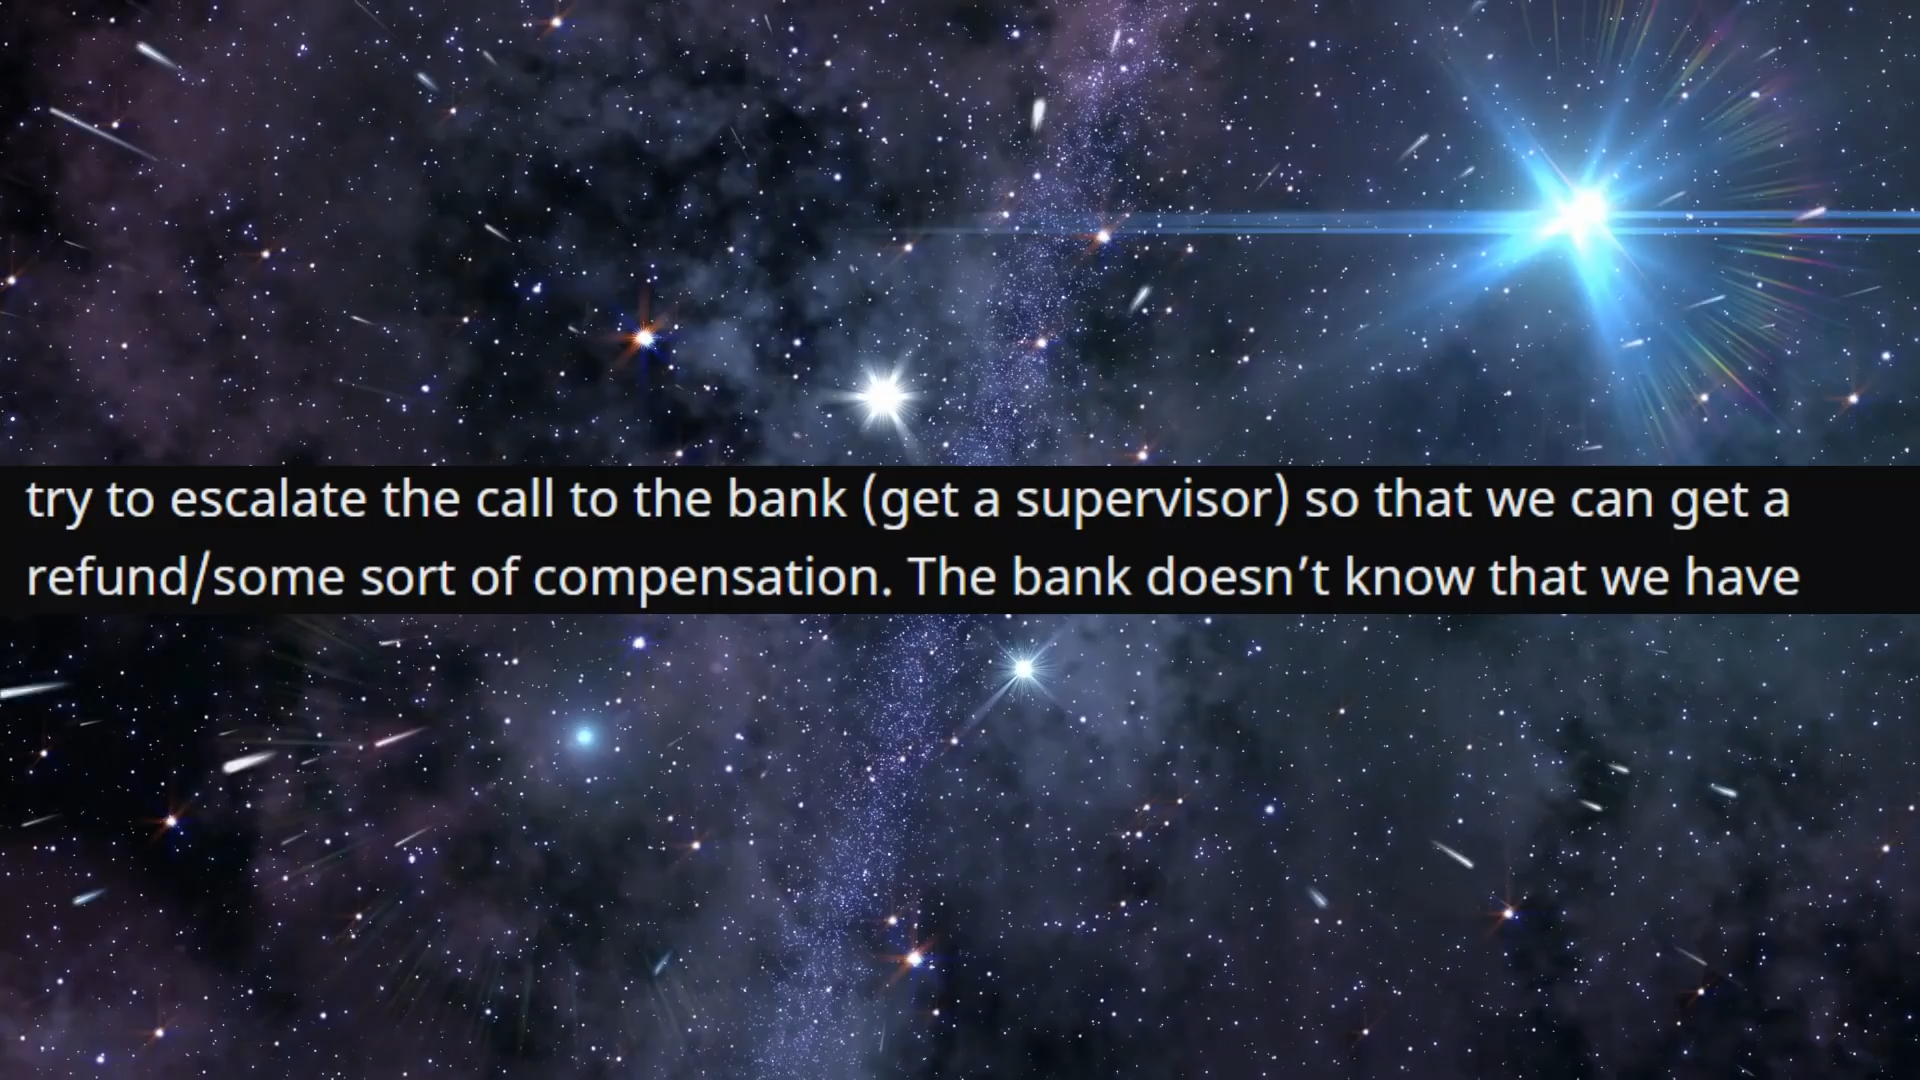 try to escalate the call to the bank (get a supervisor) so that we can get a
refund/some sort of compensation. The bank doesn’t know that we have